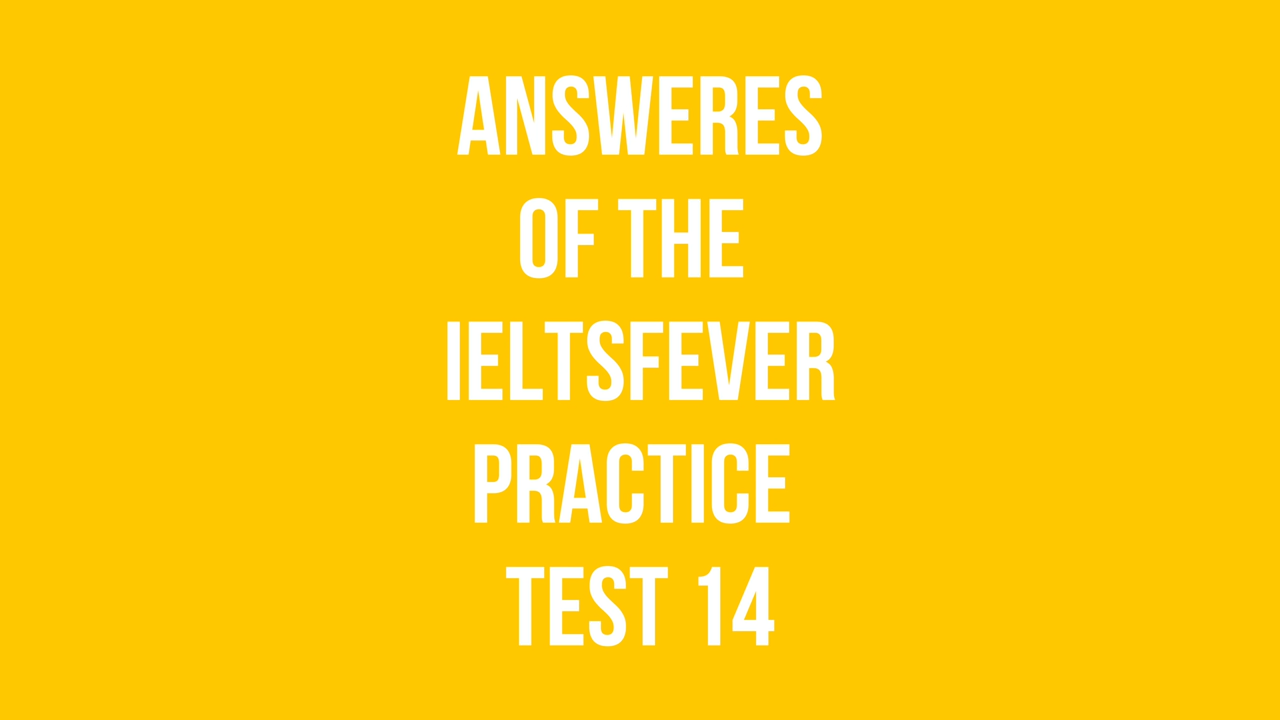 ANSWERES
OF THE
IELTSFEVER
PRACTICE
TEST 14